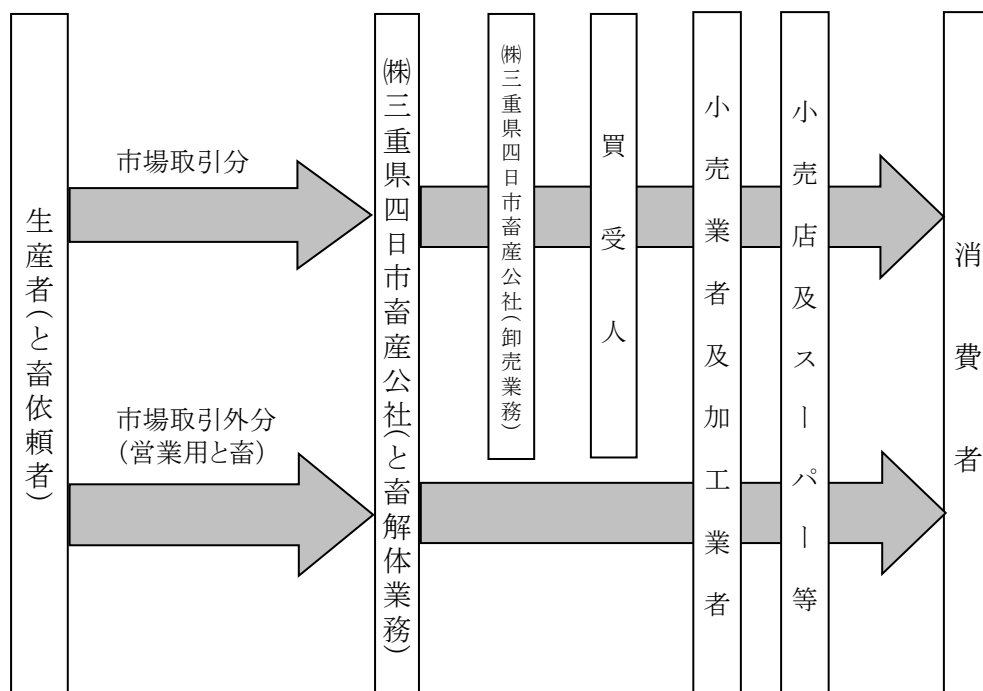 生産者(と畜依頼者)
市場取引分
市場取引外分
(営業用と畜)
㈱三重県四日市畜産公社(と畜解体業務)
㈱三重県四日市畜産公社(卸売業務)
買受人
小売業者及加工業者
小売店及スーパー等
消費者